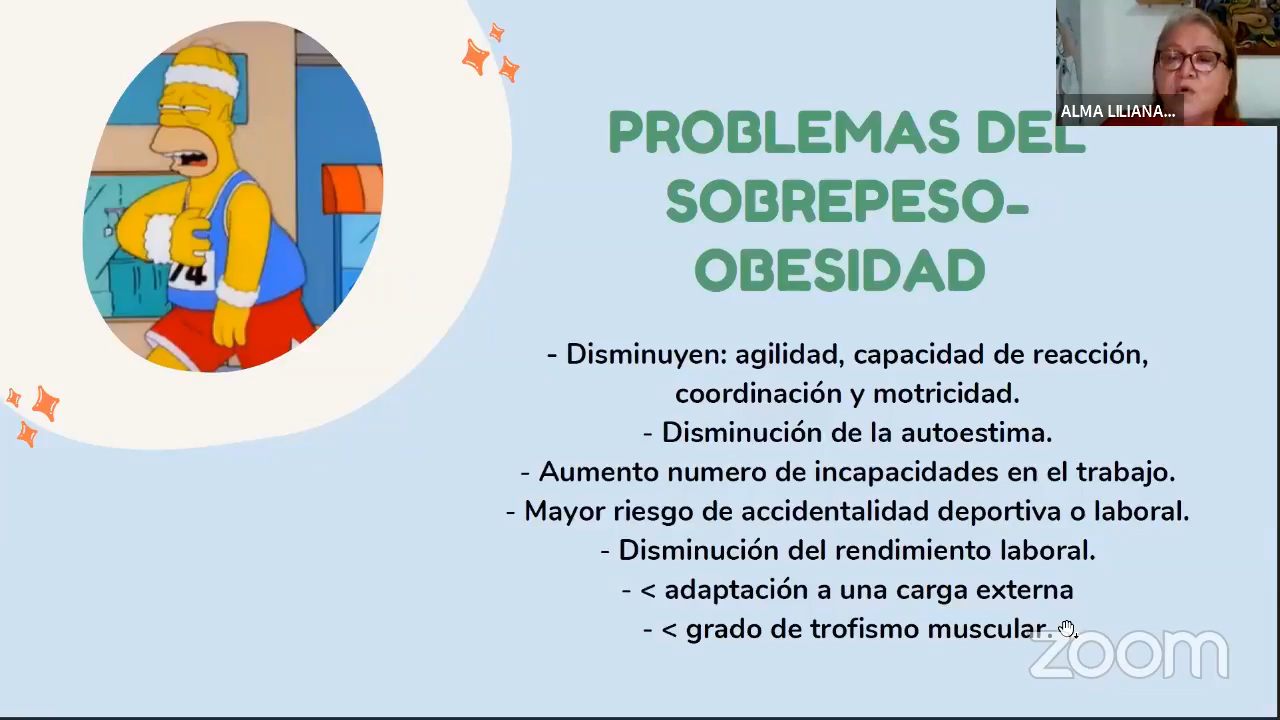 ALMA LILIANA...
PROBLEMAS DEL
SOBREPESO-
OBESIDAD
- Disminuyen: agilidad, capacidad de reacción,
coordinación y motricidad.
- Disminución de la autoestima.
- Aumento numero de incapacidades en el trabajo.
- Mayor riesgo de accidentalidad deportiva o laboral.
- Disminución del rendimiento laboral.
- < adaptación a una carga externa
- < grado de trofismo muscular.
zoom
74